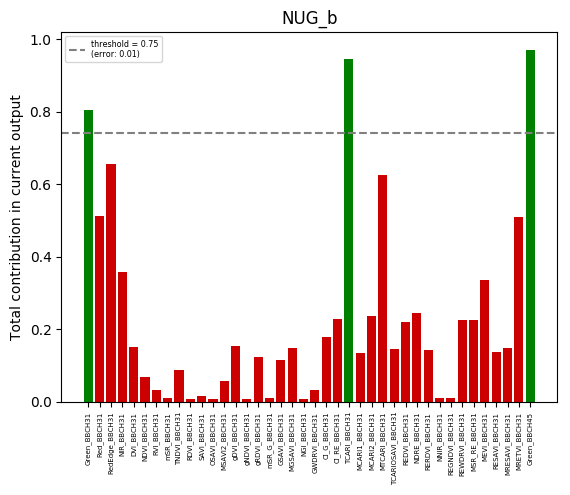 NUG_b
threshold = 0.75
(error: 0.01)
Total contribution in current output
1.0
0.8
0.6
0.4
0.2
0.0
Green_BBCH31
Red_BBCH31
RedEdge_BBCH31
NIR_BBCH31
DVI_BBCH31
NDVI_BBCH31
RVI_BBCH31
mSR_BBCH31
TNDVI_BBCH31
RDVI_BBCH31
SAVI_BBCH31
OSAVI_BBCH31
MSAVI2_BBCH31
gDVI_BBCH31
gNDVI_BBCH31
gRDVI_BBCH31
mSR_G_BBCH31
GSAVI_BBCH31
MGSAVI_BBCH31
NGI_BBCH31
GWDRVI_BBCH31
CI_G_BBCH31
CI_RE_BBCH31
TCARI_BBCH31
MCARI1_BBCH31
MCARI2_BBCH31
MTCARI_BBCH31
TCARIOSAVI_BBCH31
REDVI_BBCH31
NDRE_BBCH31
RERDVI_BBCH31
NNIR_BBCH31
REGNDVI_BBCH31
REWDRVI_BBCH31
MSR_RE_BBCH31
MEVI_BBCH31
RESAVI_BBCH31
MRESAVI_BBCH31
MRETVI_BBCH31
Green_BBCH45